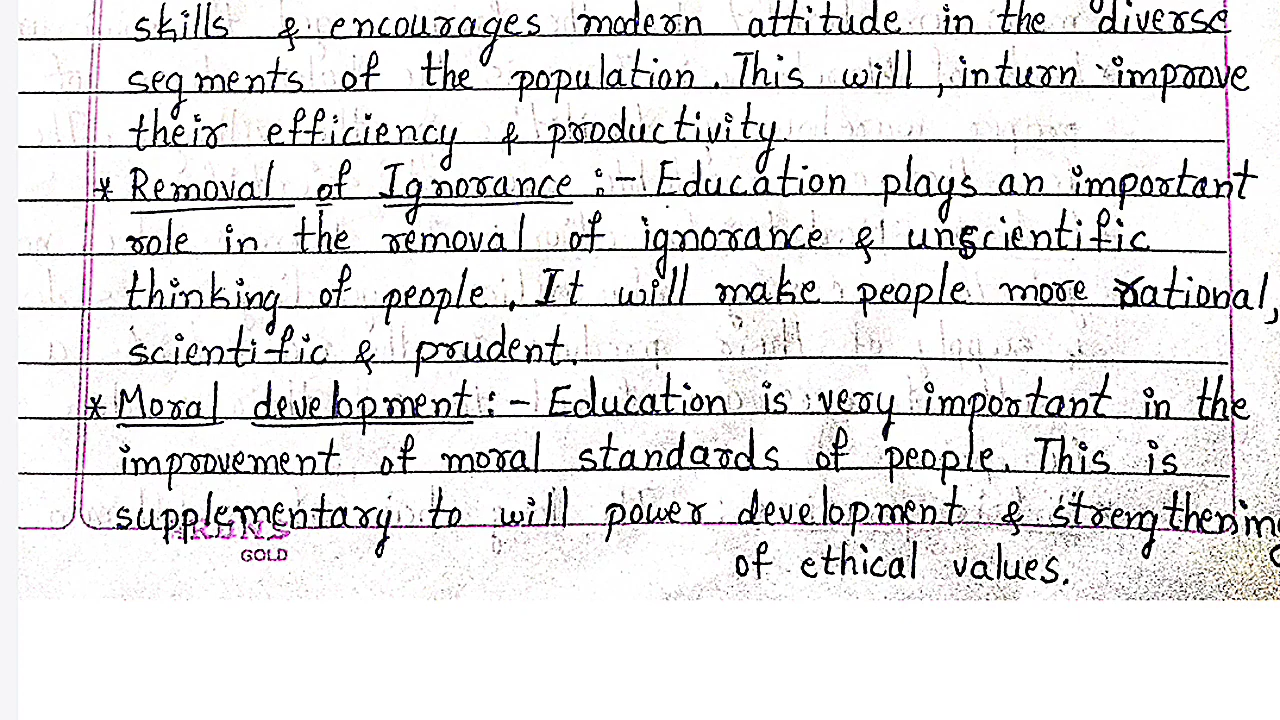 skills & encourages modern attitude in the diverse
segments of the population. This will, inturn improve
their efficiency & productivity
* Removal of Ignorance :- Education plays an important
role in the removal of ignorance & unscientific
thinking of people. It will make people more rational,
scientific & prudent.
* Moral development :- Education is very important in the
improvement of moral standards of people. This is
supplementary to will power development & strengthening
of ethical values.
GOLD